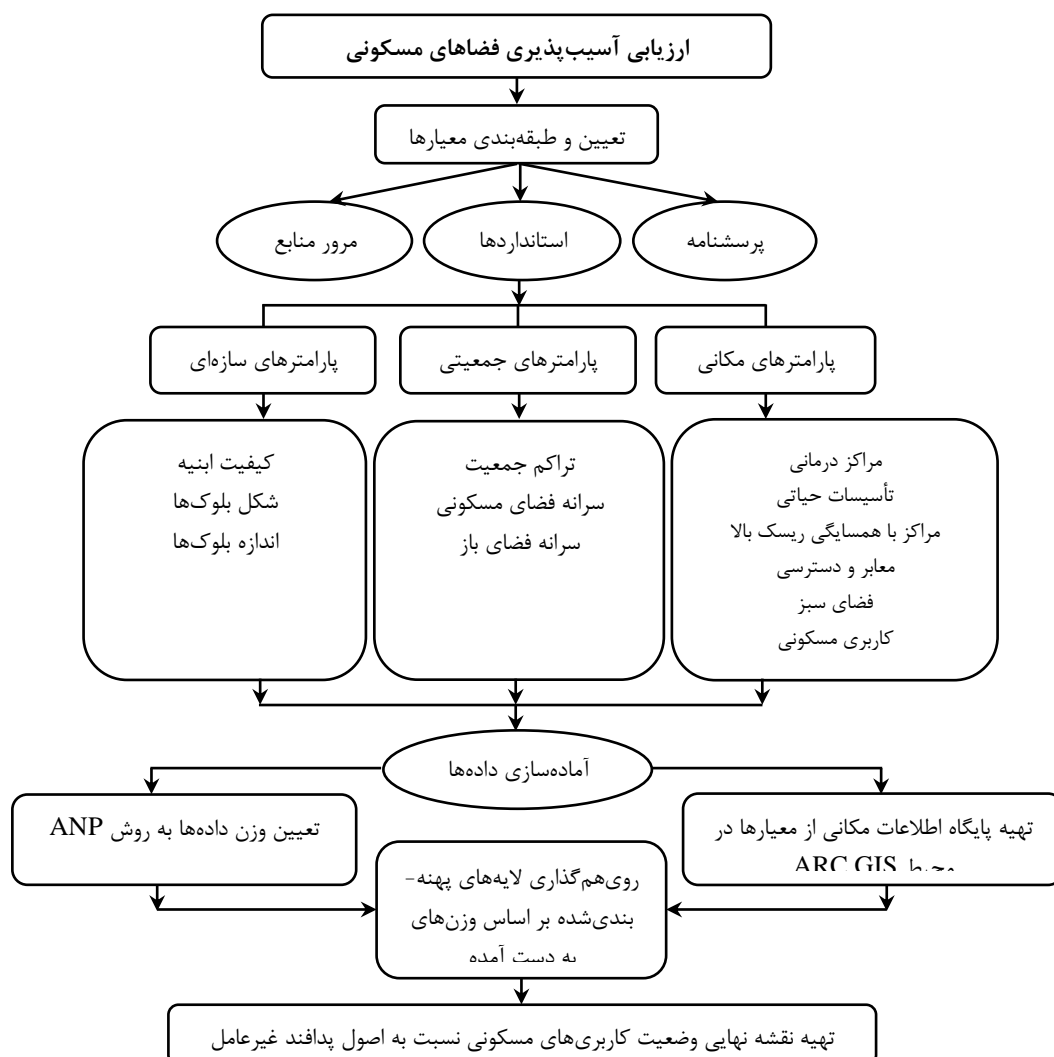 ارزیابی آسیب‌پذیری فضاهای مسکونی
تعیین و طبقه‌بندی معیارها
پرسشنامه
استانداردها
مرور منابع
پارامترهای مکانی
پارامترهای جمعیتی
پارامترهای سازه‌ای
مراکز درمانی
تأسیسات حیاتی
مراکز با همسایگی ریسک بالا
معابر و دسترسی
فضای سبز
کاربری مسکونی
تراکم جمعیت
سرانه فضای مسکونی
سرانه فضای باز
کیفیت ابنیه
شکل بلوک‌ها
اندازه بلوک‌ها
آماده‌سازی داده‌ها
تهیه پایگاه اطلاعات مکانی از معیارها در
محیط ARC GIS
تعیین وزن داده‌ها به روش ANP
روی‌هم‌گذاری لایه‌های پهنه-
بندی‌شده بر اساس وزن‌های
به دست آمده
تهیه نقشه نهایی وضعیت کاربری‌های مسکونی نسبت به اصول پدافند غیرعامل